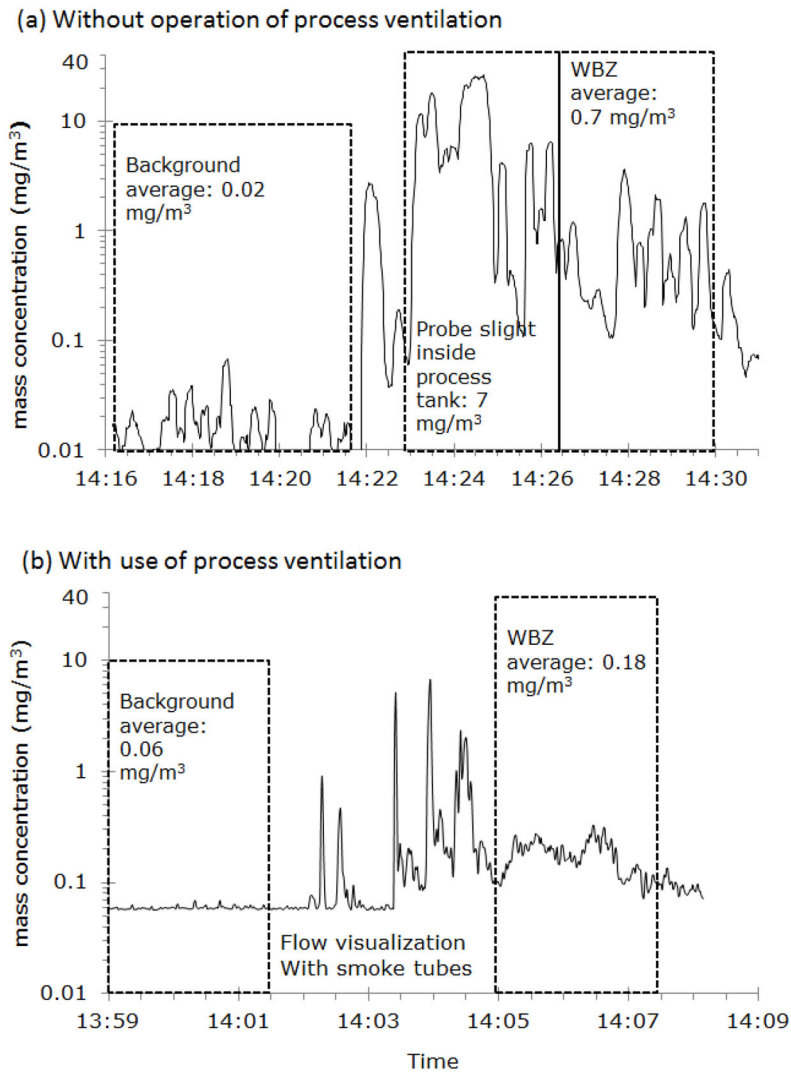 (a) Without operation of process ventilation
mass concentration (mg/m³)
40
10
1
0.1
0.01
Background
average: 0.02
mg/m³
WBZ
average:
0.7 mg/m³
Probe slight
inside
process
tank: 7
mg/m³
14:16 14:18 14:20 14:22 14:24 14:26 14:28 14:30
(b) With use of process ventilation
mass concentration (mg/m³)
40
10
1
0.1
0.01
Background
average:
0.06
mg/m³
WBZ
average: 0.18
mg/m³
Flow visualization
With smoke tubes
13:59 14:01 14:03 14:05 14:07 14:09
Time